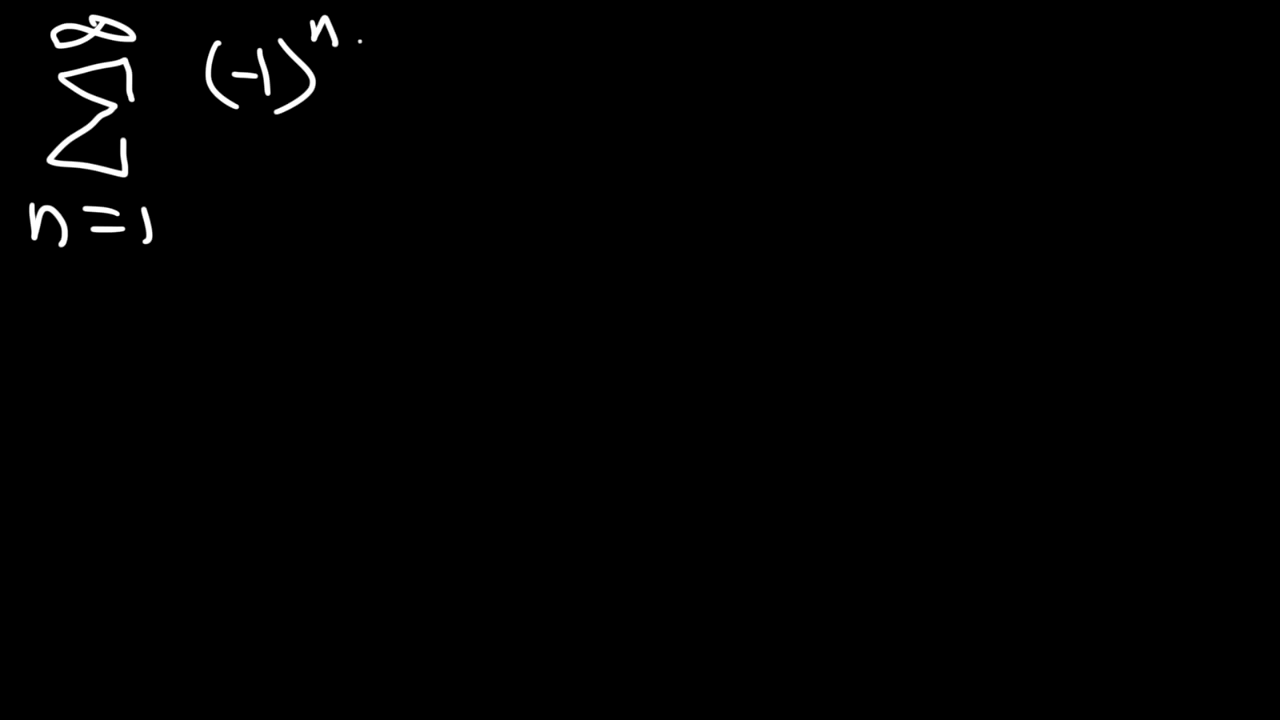 ∞
∑ (-1)^n
n=1